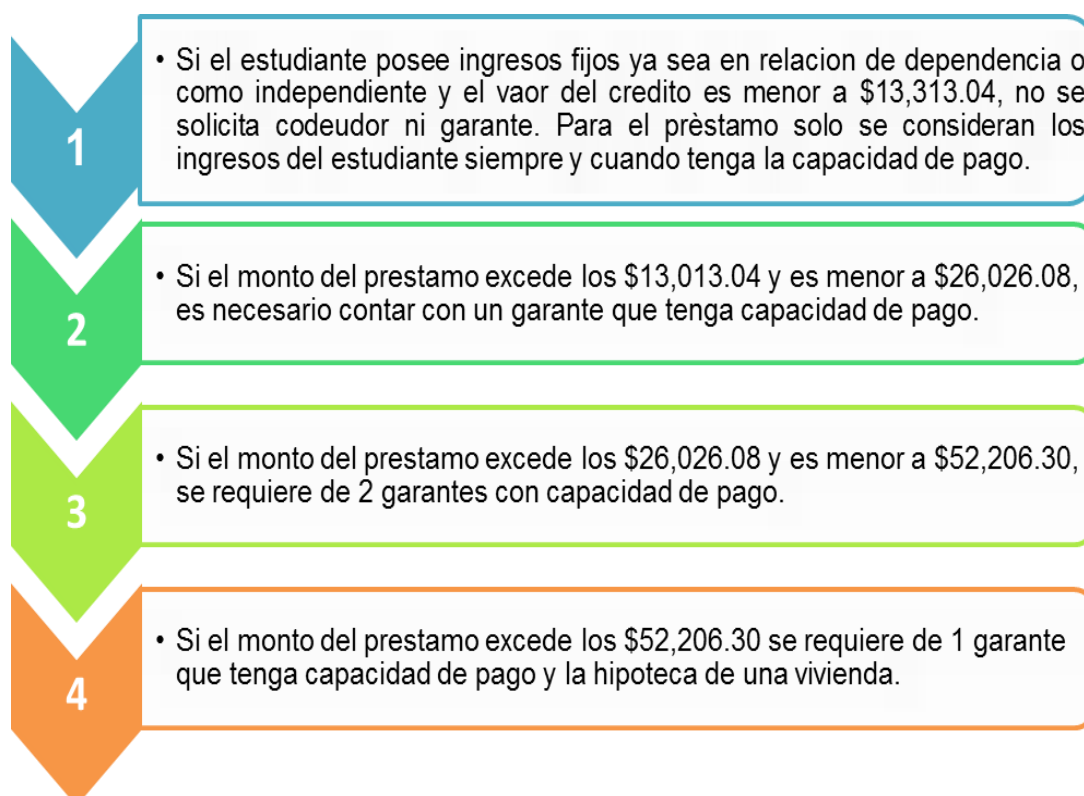 1
• Si el estudiante posee ingresos fijos ya sea en relacion de dependencia o
como independiente y el vaor del credito es menor a $13,313.04, no se
solicita codeudor ni garante. Para el prèstamo solo se consideran los
ingresos del estudiante siempre y cuando tenga la capacidad de pago.
2
• Si el monto del prestamo excede los $13,013.04 y es menor a $26,026.08,
es necesario contar con un garante que tenga capacidad de pago.
3
• Si el monto del prestamo excede los $26,026.08 y es menor a $52,206.30,
se requiere de 2 garantes con capacidad de pago.
4
• Si el monto del prestamo excede los $52,206.30 se requiere de 1 garante
que tenga capacidad de pago y la hipoteca de una vivienda.